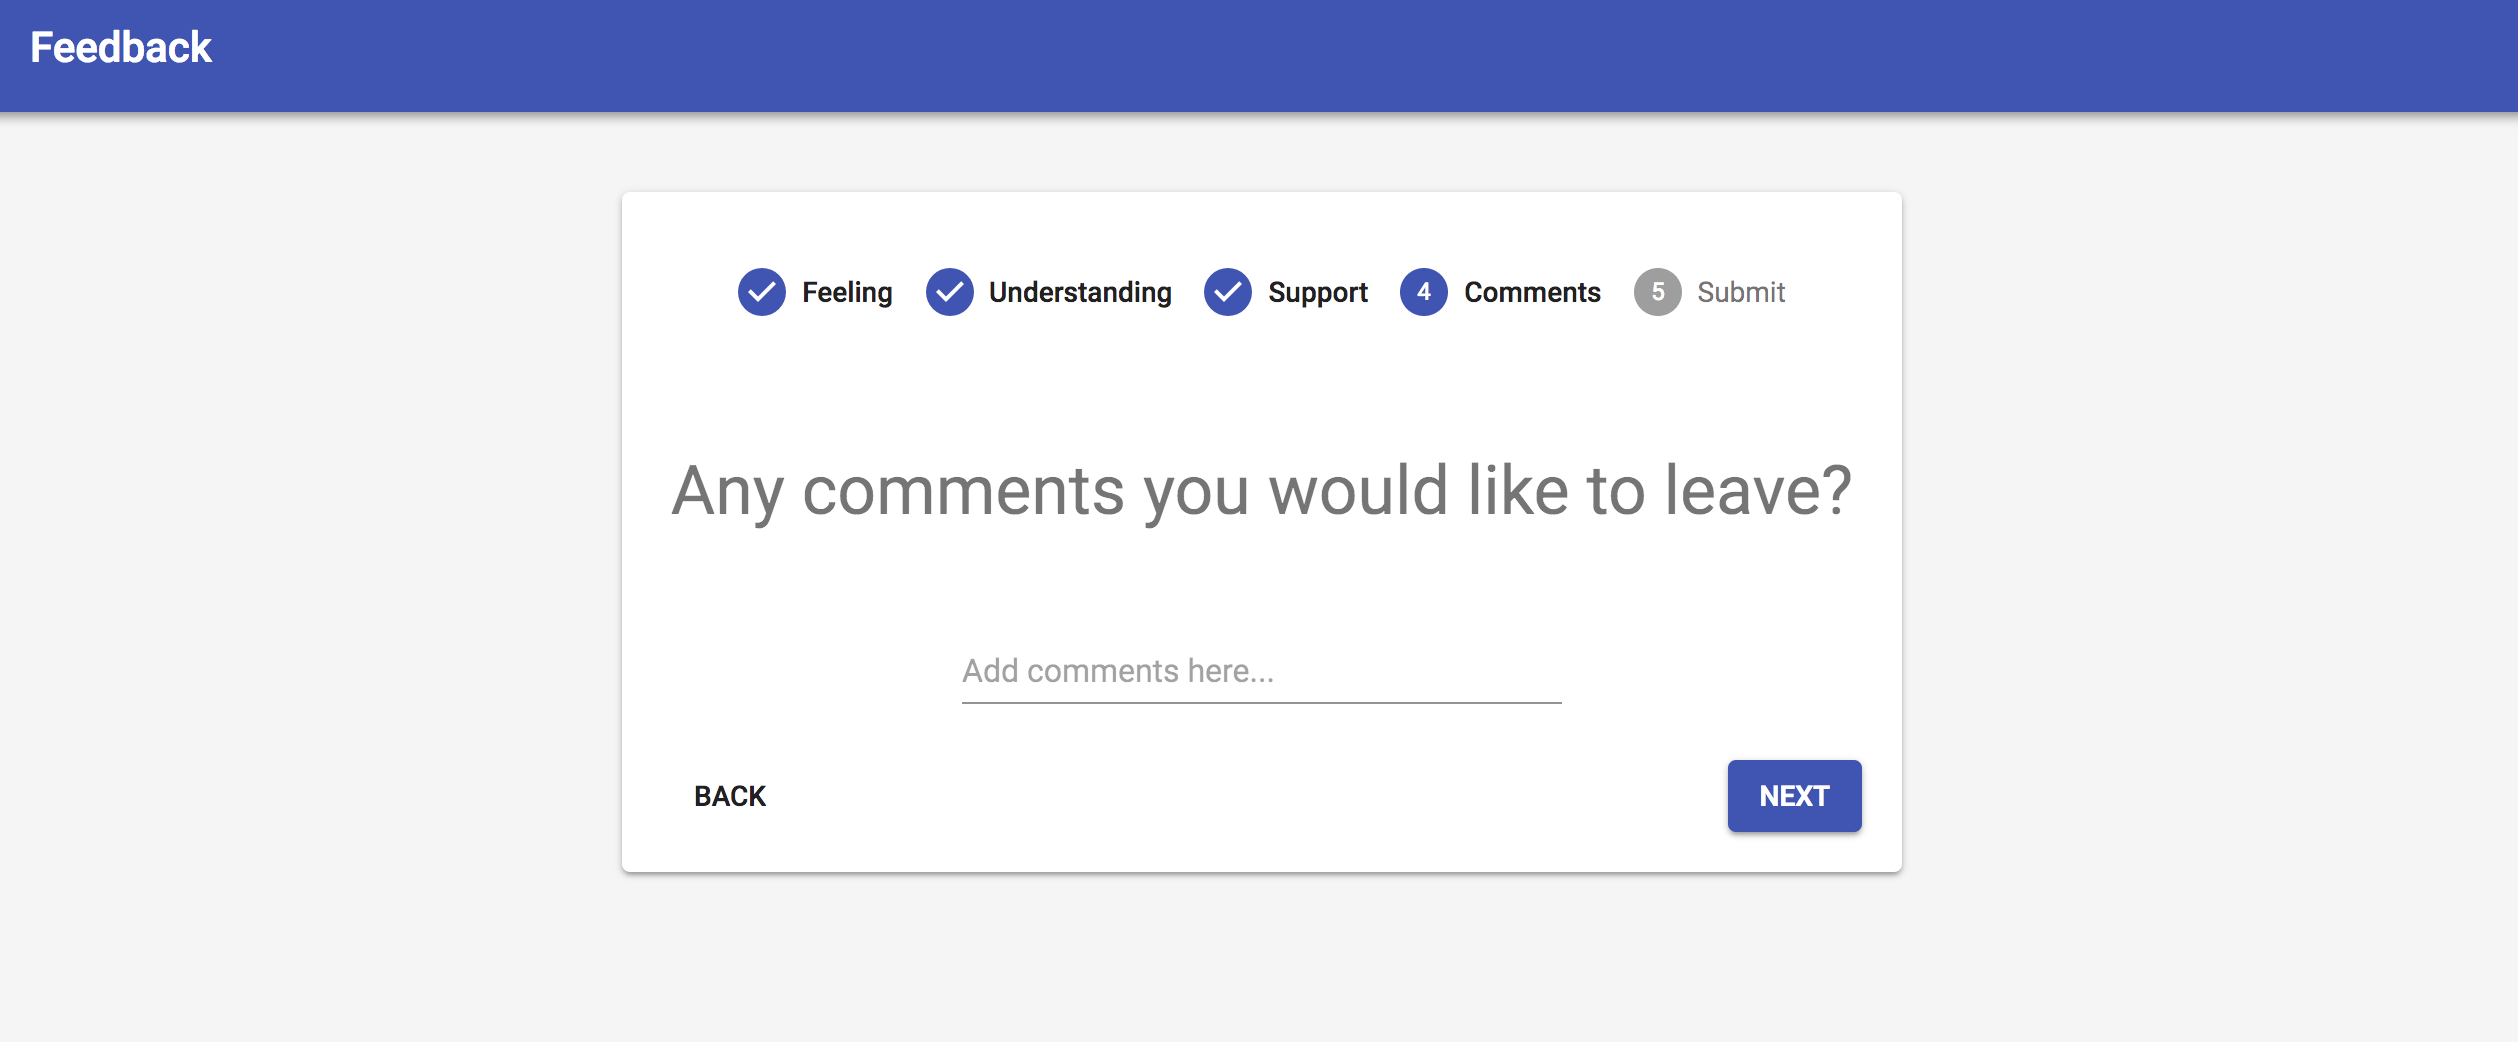 Feedback
Feeling Understanding Support 4 Comments 5 Submit
Any comments you would like to leave?
Add comments here...
BACK NEXT